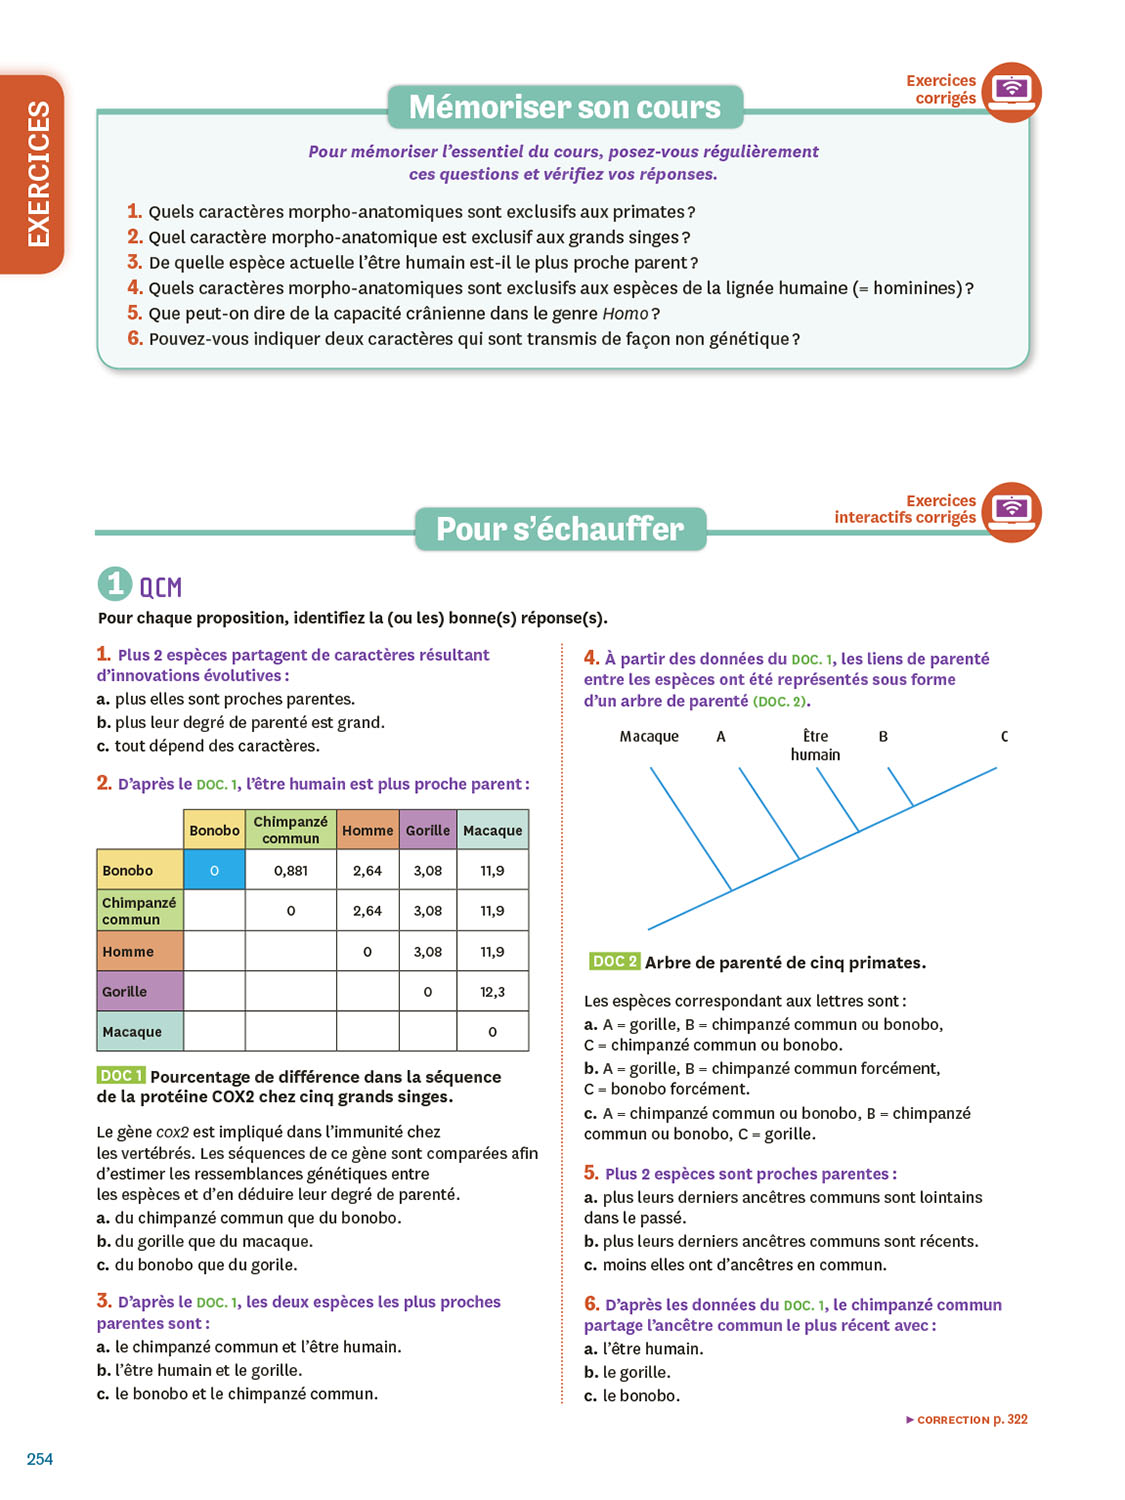 EXERCICES
Exercices
corrigés
Mémoriser son cours
Pour mémoriser l'essentiel du cours, posez-vous régulièrement
ces questions et vérifiez vos réponses.
1. Quels caractères morpho-anatomiques sont exclusifs aux primates ?
2. Quel caractère morpho-anatomique est exclusif aux grands singes ?
3. De quelle espèce actuelle l'être humain est-il le plus proche parent ?
4. Quels caractères morpho-anatomiques sont exclusifs aux espèces de la lignée humaine (= hominines) ?
5. Que peut-on dire de la capacité crânienne dans le genre Homo ?
6. Pouvez-vous indiquer deux caractères qui sont transmis de façon non génétique ?
Exercices
interactifs corrigés
Pour s'échauffer
1 QCM
Pour chaque proposition, identifiez la (ou les) bonne(s) réponse(s).
1. Plus 2 espèces partagent de caractères résultant
d'innovations évolutives :
a. plus elles sont proches parentes.
b. plus leur degré de parenté est grand.
c. tout dépend des caractères.
2. D'après le DOC. 1, l'être humain est plus proche parent :
Bonobo Chimpanzé commun Homme Gorille Macaque
Bonobo 0 0,881 2,64 3,08 11,9
Chimpanzé commun 0 2,64 3,08 11,9
Homme 0 3,08 11,9
Gorille 0 12,3
Macaque 0
DOC 1 Pourcentage de différence dans la séquence
de la protéine COX2 chez cinq grands singes.
Le gène cox2 est impliqué dans l'immunité chez
les vertébrés. Les séquences de ce gène sont comparées afin
d'estimer les ressemblances génétiques entre
les espèces et d'en déduire leur degré de parenté.
a. du chimpanzé commun que du bonobo.
b. du gorille que du macaque.
c. du bonobo que du gorile.
3. D'après le DOC. 1, les deux espèces les plus proches
parentes sont :
a. le chimpanzé commun et l'être humain.
b. l'être humain et le gorille.
c. le bonobo et le chimpanzé commun.
4. À partir des données du DOC. 1, les liens de parenté
entre les espèces ont été représentés sous forme
d'un arbre de parenté (DOC. 2).
Macaque A Être humain B C
DOC 2 Arbre de parenté de cinq primates.
Les espèces correspondant aux lettres sont :
a. A = gorille, B = chimpanzé commun ou bonobo,
C = chimpanzé commun ou bonobo.
b. A = gorille, B = chimpanzé commun forcément,
C = bonobo forcément.
c. A = chimpanzé commun ou bonobo, B = chimpanzé
commun ou bonobo, C = gorille.
5. Plus 2 espèces sont proches parentes :
a. plus leurs derniers ancêtres communs sont lointains
dans le passé.
b. plus leurs derniers ancêtres communs sont récents.
c. moins elles ont d'ancêtres en commun.
6. D'après les données du DOC. 1, le chimpanzé commun
partage l'ancêtre commun le plus récent avec :
a. l'être humain.
b. le gorille.
c. le bonobo.
▶ CORRECTION p. 322
254